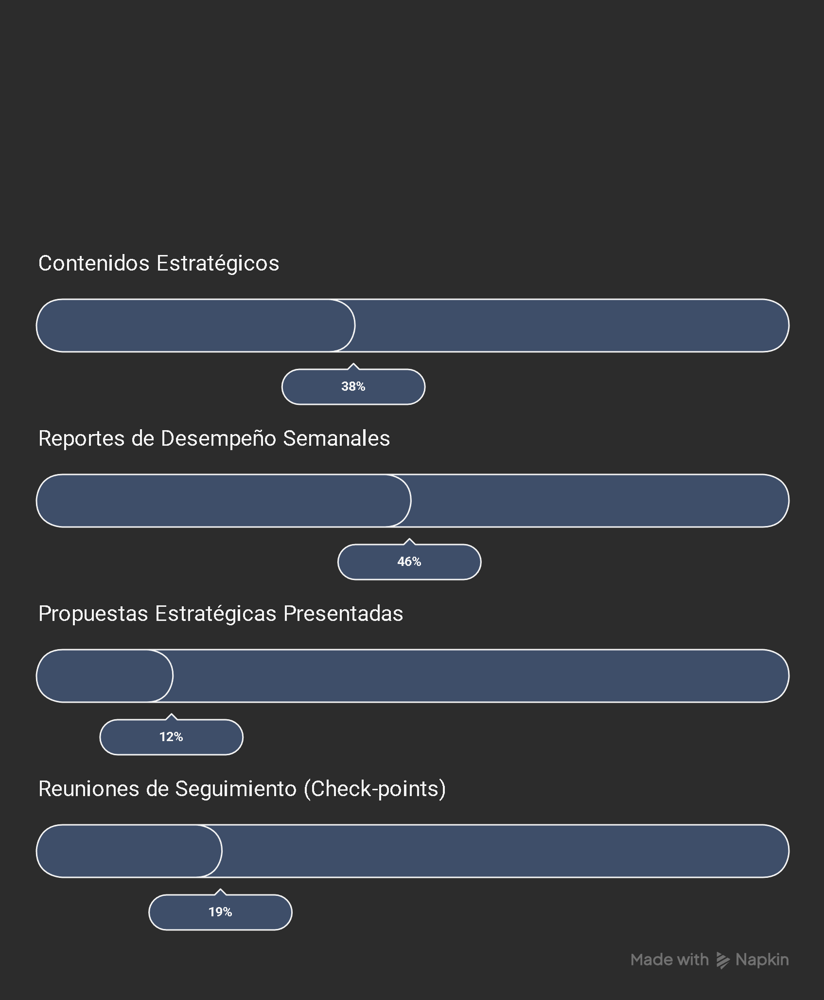 Contenidos Estratégicos
38%
Reportes de Desempeño Semanales
46%
Propuestas Estratégicas Presentadas
12%
Reuniones de Seguimiento (Check-points)
19%
Made with Napkin